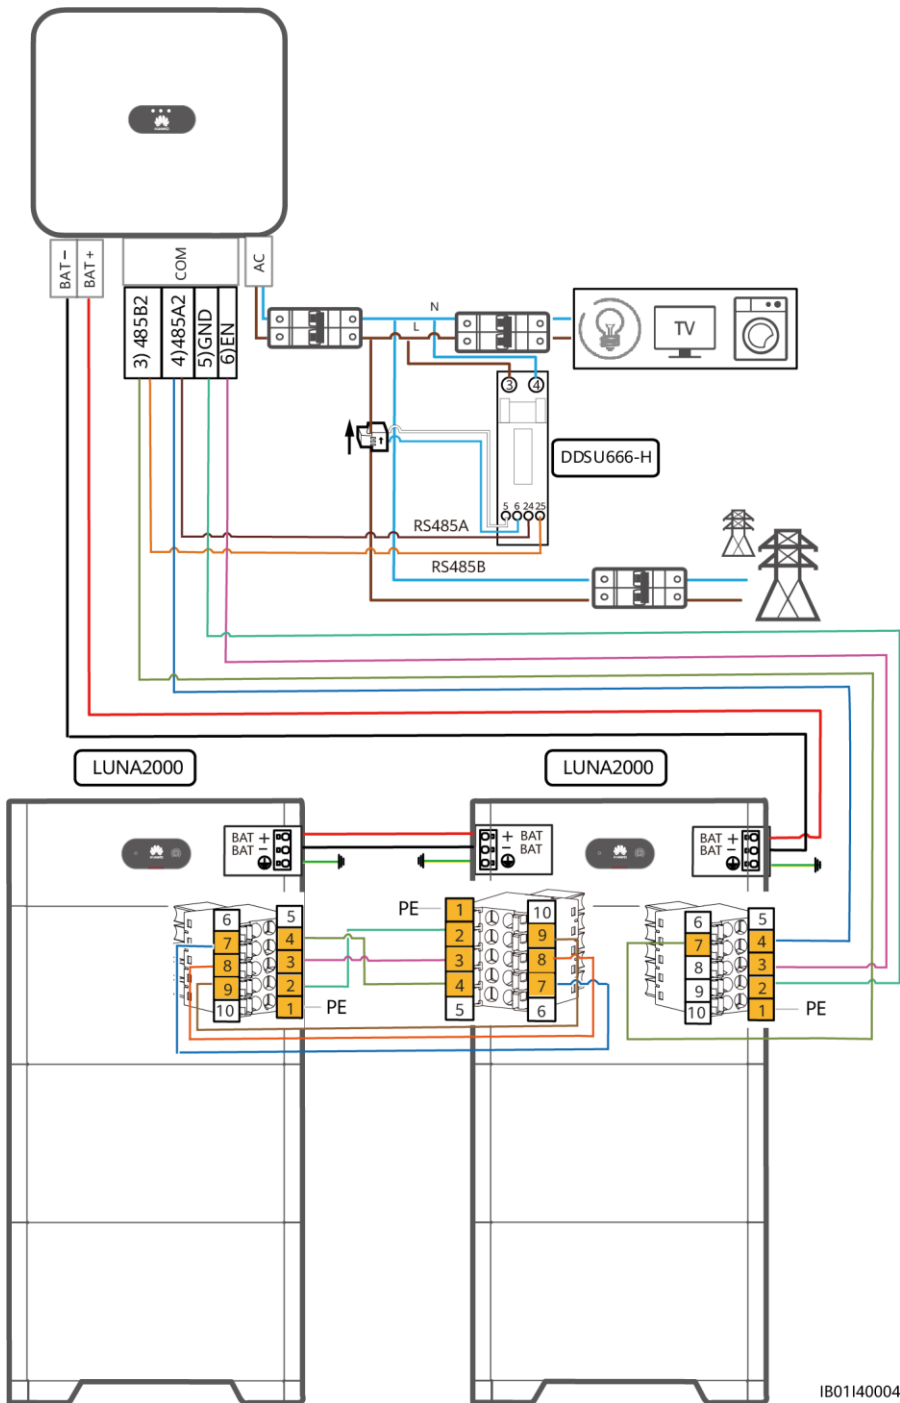 BAT－
BAT+
COM
AC
3) 485B2
4)485A2
5)GND
6)EN
N
L
TV
3
4
DDSU666-H
5 6 24 25
RS485A
RS485B
LUNA2000
LUNA2000
BAT +
BAT −
+ BAT
− BAT
BAT +
BAT −
6
7
8
9
10
5
4
3
2
1
PE
PE
1
2
3
4
5
10
9
8
7
6
6
7
8
9
10
5
4
3
2
1
PE
IB01I40004